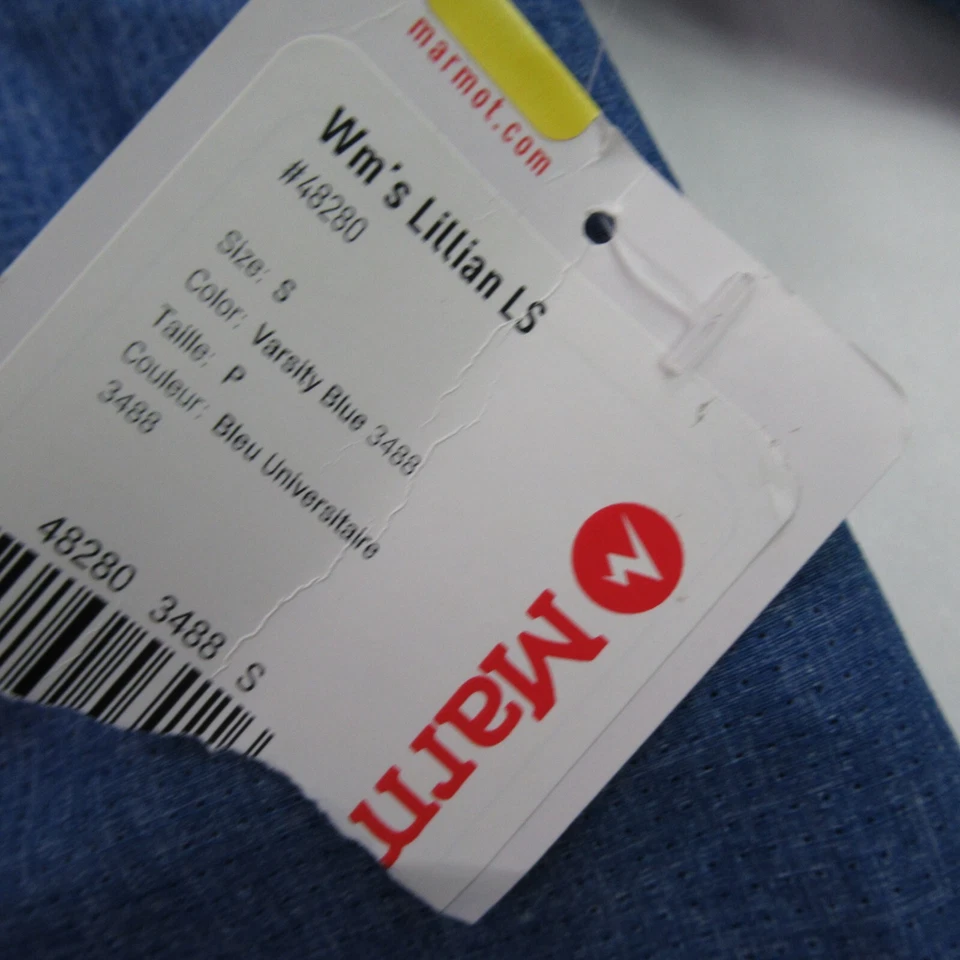 marmot.com
Wm's Lillian LS
#48280
Size: S
Color: Varsity Blue 3488
Taille: P
Couleur: Bleu Universitaire
3488
48280 3488 S
Marm